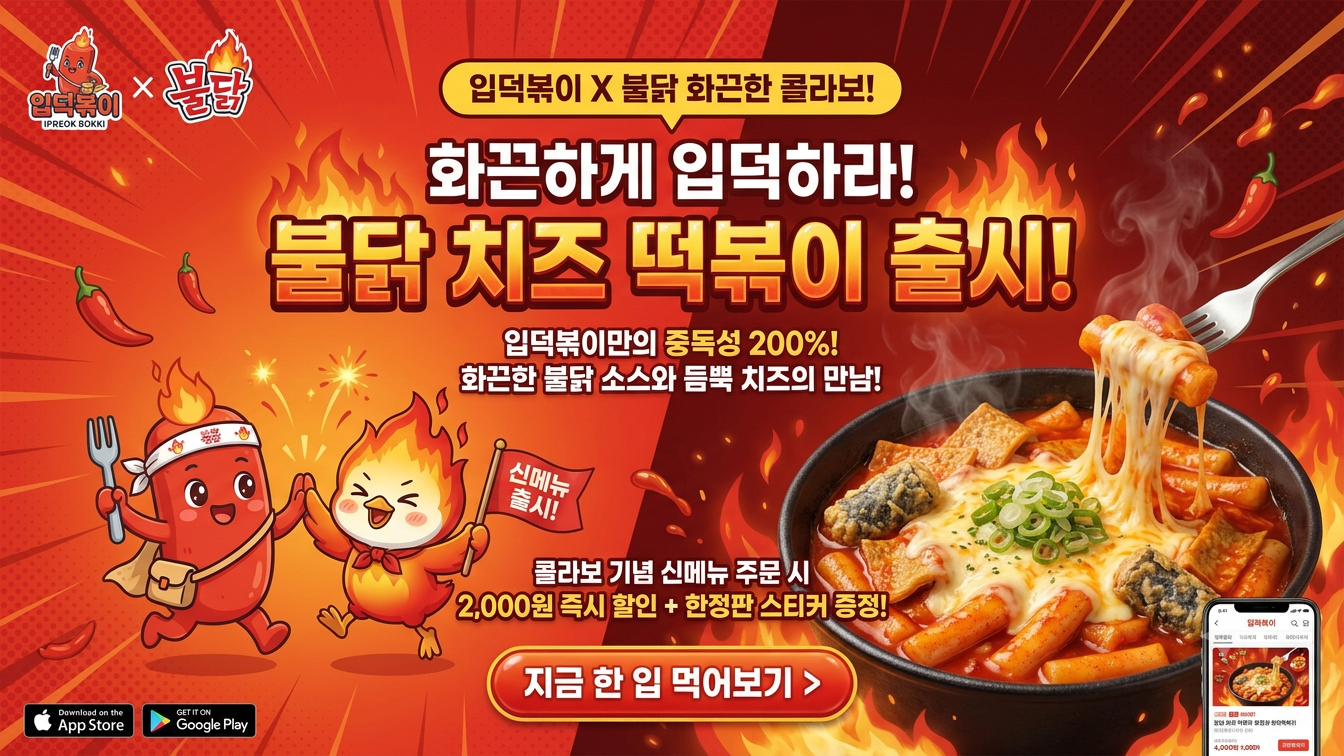 입덕볶이
IPREOK BOKKI
×
불닭
입덕볶이 X 불닭 화끈한 콜라보!
화끈하게 입덕하라!
불닭 치즈 떡볶이 출시!
입덕볶이만의 중독성 200%!
화끈한 불닭 소스와 듬뿍 치즈의 만남!
신메뉴
출시!
콜라보 기념 신메뉴 주문 시
2,000원 즉시 할인 + 한정판 스티커 증정!
지금 한 입 먹어보기 >
Download on the
App Store
GET IT ON
Google Play